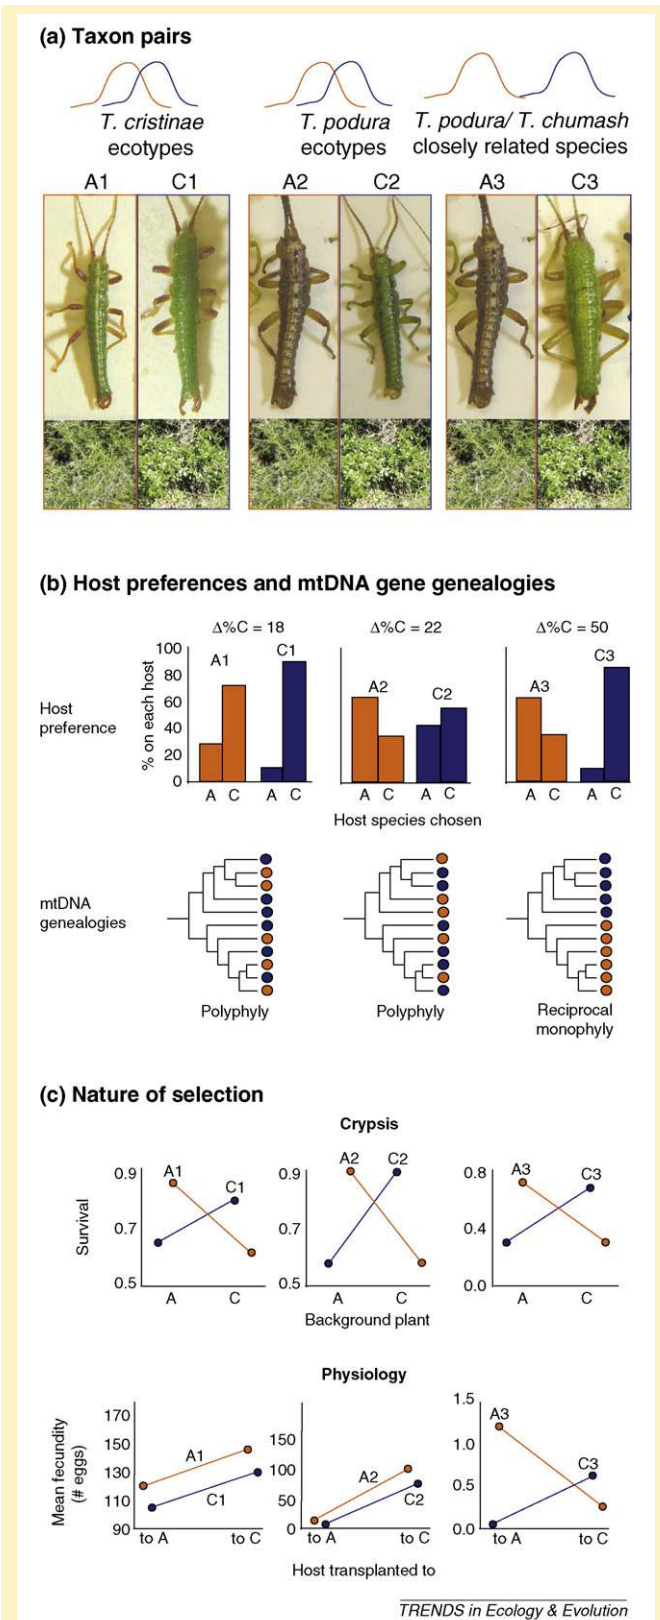 (a) Taxon pairs
T. cristinae
ecotypes
T. podura
ecotypes
T. podura/ T. chumash
closely related species
A1 C1 A2 C2 A3 C3
(b) Host preferences and mtDNA gene genealogies
Δ%C = 18 Δ%C = 22 Δ%C = 50
Host
preference
% on each host
100
80
60
40
20
0
A1 C1
A2 C2
A3 C3
A C A C
A C A C
A C A C
Host species chosen
mtDNA
genealogies
Polyphyly
Polyphyly
Reciprocal
monophyly
(c) Nature of selection
Crypsis
Survival
0.9
0.7
0.5
A1 C1
A C
0.9
0.7
0.5
A2 C2
A C
0.8
0.4
0.0
A3 C3
A C
Background plant
Physiology
Mean fecundity
(# eggs)
170
150
130
110
90
A1
C1
to A to C
150
100
50
0
A2
C2
to A to C
1.5
1.0
0.5
0.0
A3
C3
to A to C
Host transplanted to
TRENDS in Ecology & Evolution